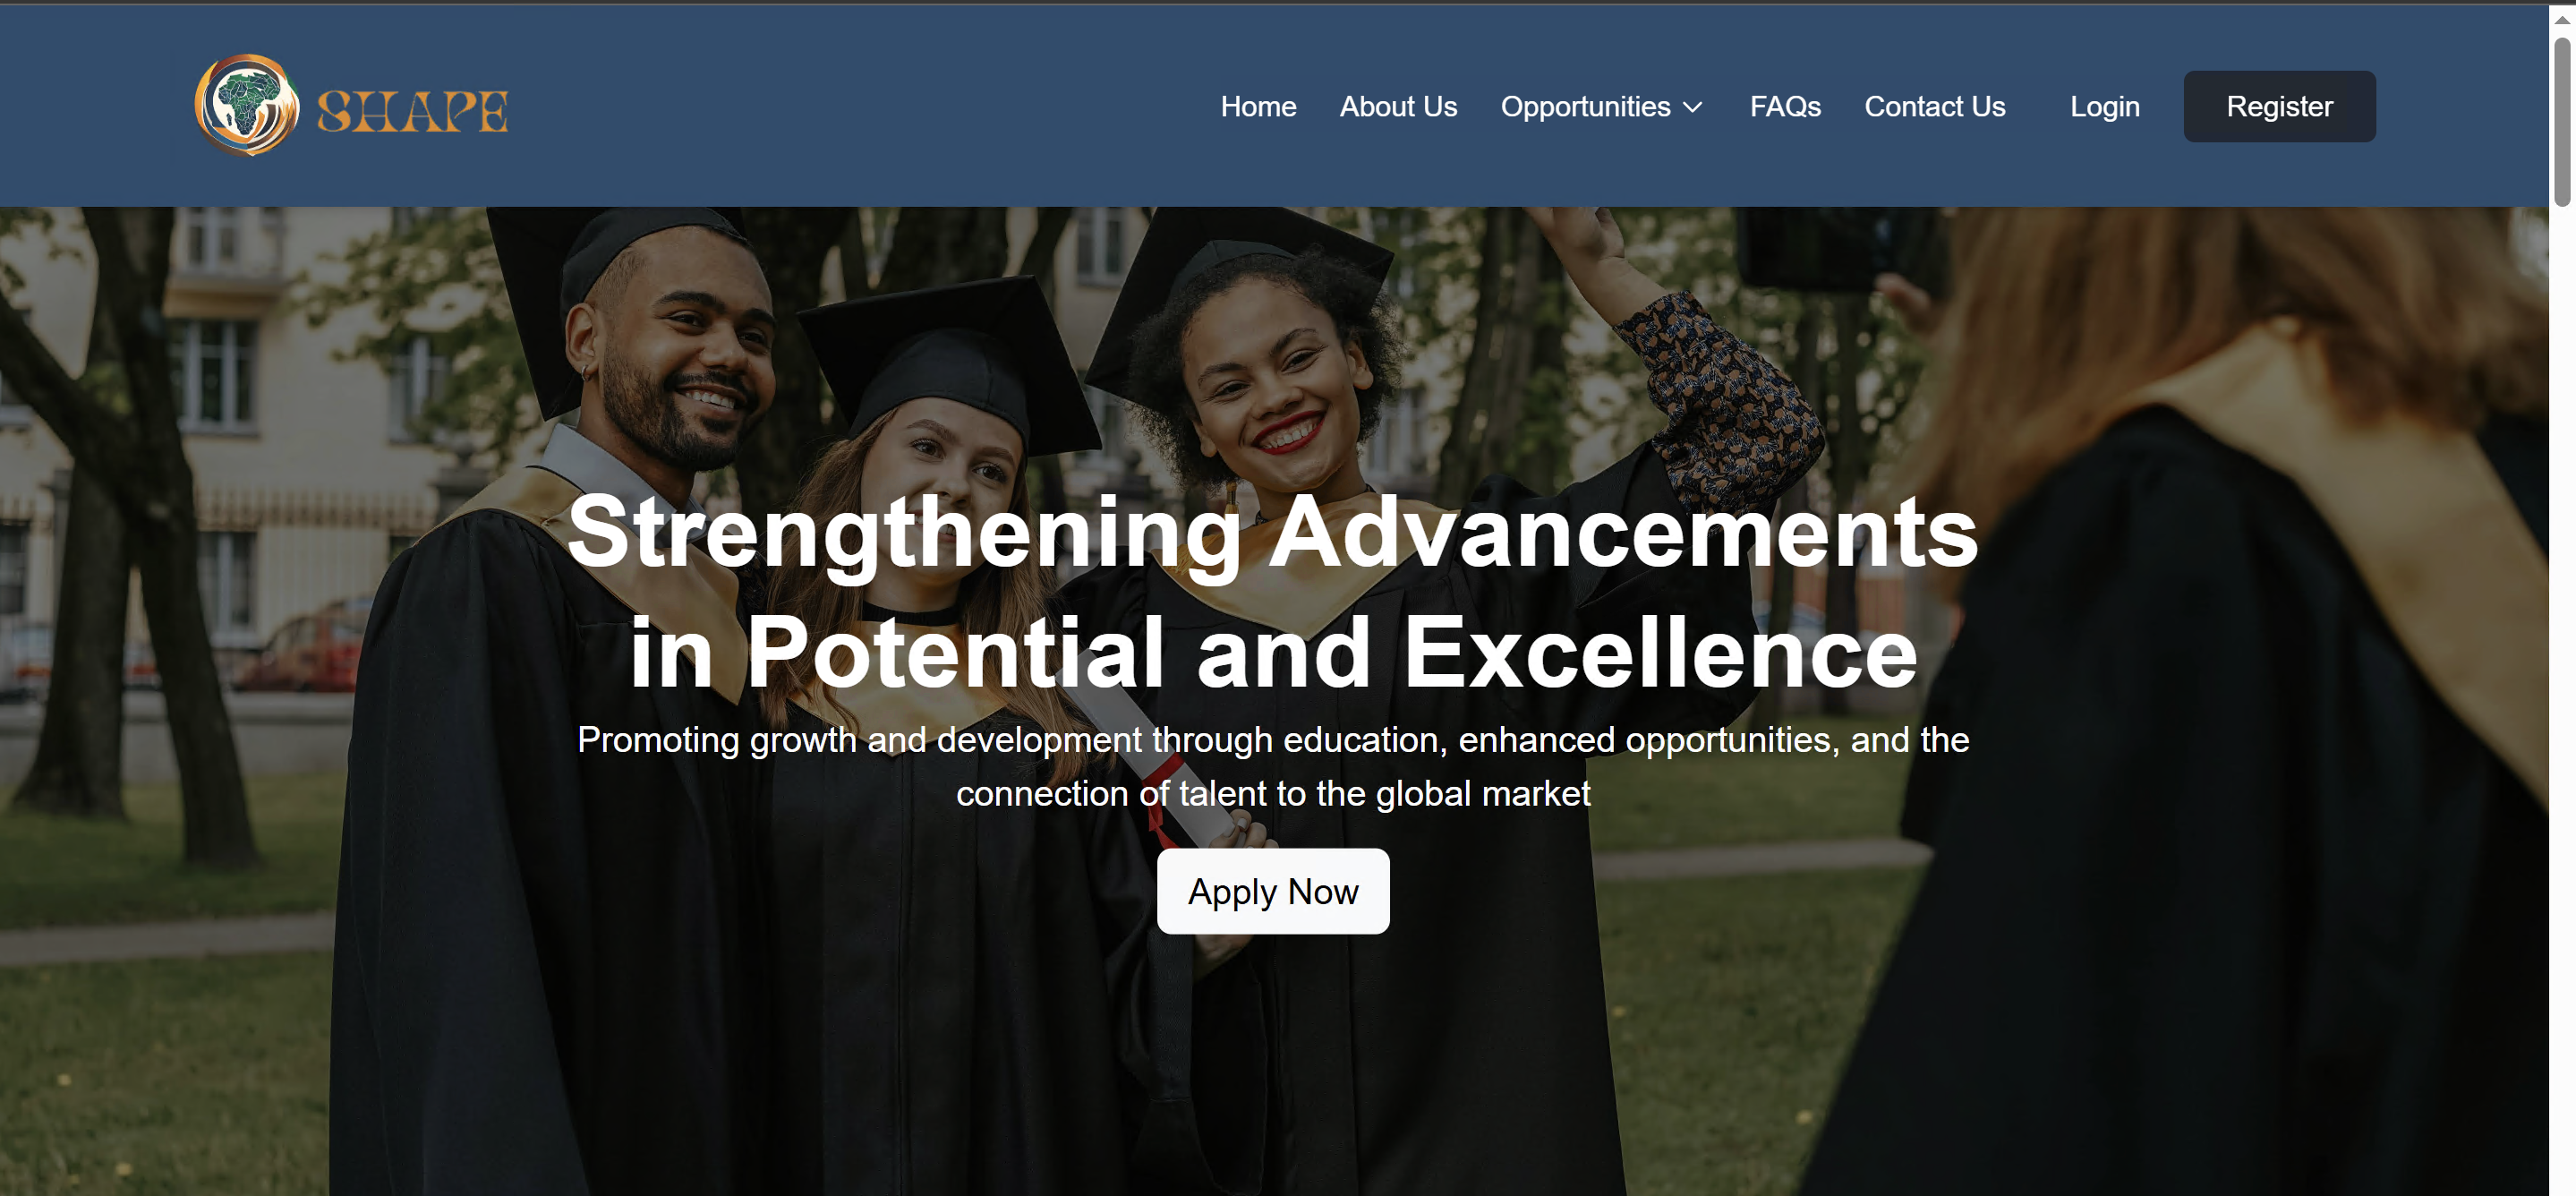 SHAPE
Home About Us Opportunities FAQs Contact Us Login Register
Strengthening Advancements
in Potential and Excellence
Promoting growth and development through education, enhanced opportunities, and the
connection of talent to the global market
Apply Now